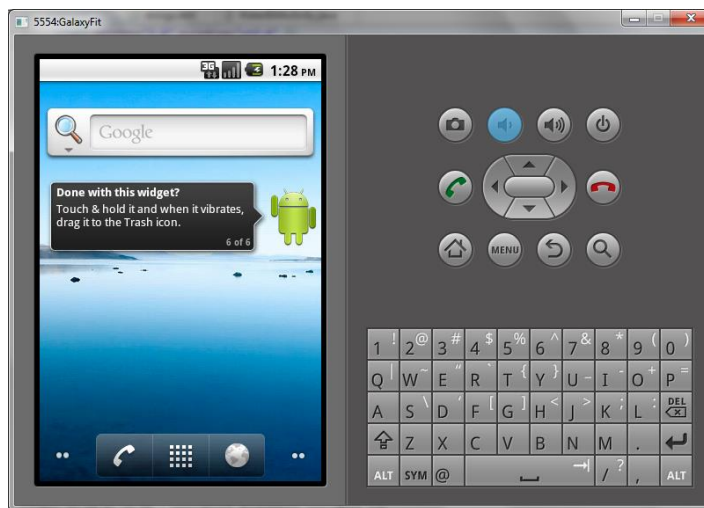 5554:GalaxyFit
3G 1:28 PM
Google
Done with this widget?
Touch & hold it and when it vibrates,
drag it to the Trash icon.
6 of 6
MENU
1 ! 2 @ 3 # 4 $ 5 % 6 ^ 7 & 8 * 9 ( 0 )
Q | W ~ E " R ` T { Y } U _ I - O + P =
A S \ D ' F [ G ] H < J > K ; L : DEL
Z X C V B N M .
ALT SYM @ / ? , ALT